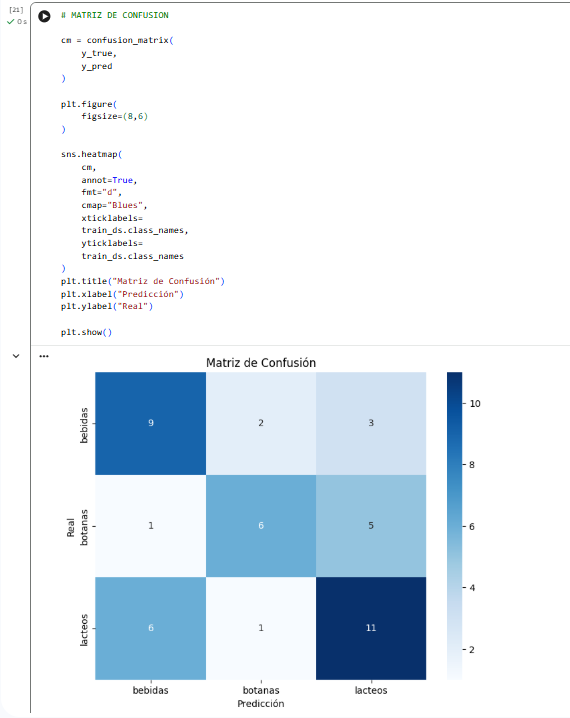 [21]
0 s
# MATRIZ DE CONFUSION
cm = confusion_matrix(
y_true,
y_pred
)
plt.figure(
figsize=(8,6)
)
sns.heatmap(
cm,
annot=True,
fmt="d",
cmap="Blues",
xticklabels=
train_ds.class_names,
yticklabels=
train_ds.class_names
)
plt.title("Matriz de Confusión")
plt.xlabel("Predicción")
plt.ylabel("Real")
plt.show()
Matriz de Confusión
bebidas
9 2 3
botanas
1 6 5
lacteos
6 1 11
Real
bebidas botanas lacteos
Predicción
10
8
6
4
2